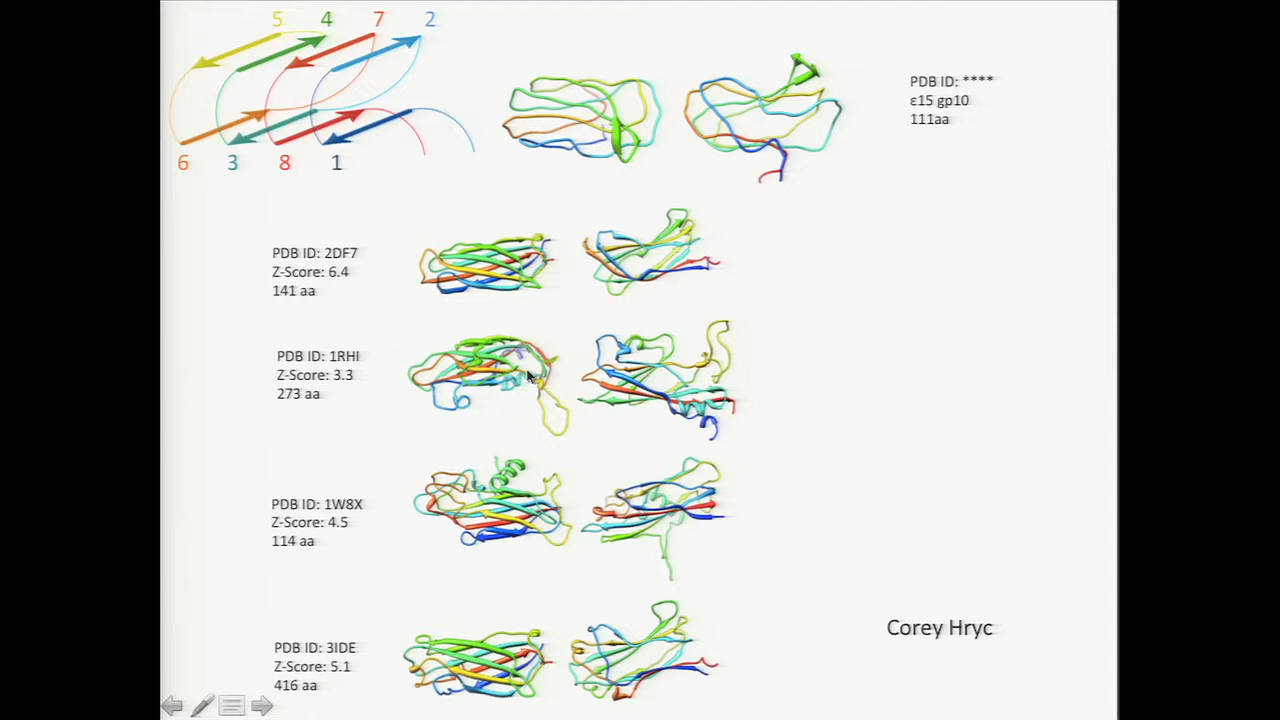 5 4 7 2
6 3 8 1
PDB ID: ****
ε15 gp10
111aa
PDB ID: 2DF7
Z-Score: 6.4
141 aa
PDB ID: 1RHI
Z-Score: 3.3
273 aa
PDB ID: 1W8X
Z-Score: 4.5
114 aa
Corey Hryc
PDB ID: 3IDE
Z-Score: 5.1
416 aa